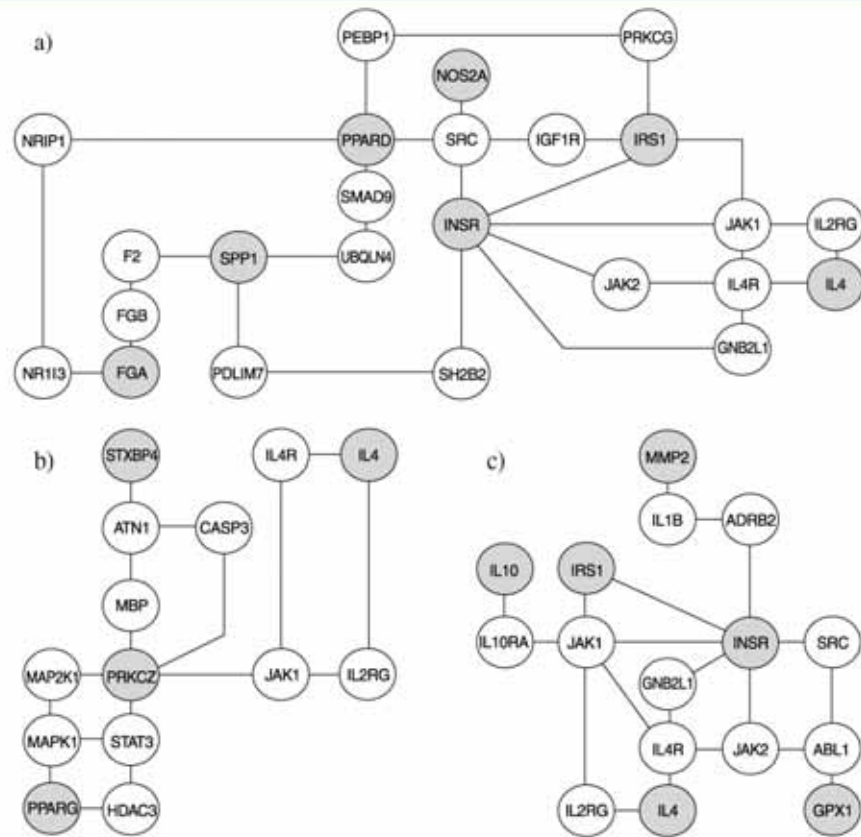 a)
PEBP1
PRKCG
NOS2A
NRIP1
PPARD
SRC
IGF1R
IRS1
SMAD9
INSR
JAK1
IL2RG
F2
SPP1
UBQLN4
JAK2
IL4R
IL4
FGB
GNB2L1
NR1I3
FGA
PDLIM7
SH2B2
b)
STXBP4
IL4R
IL4
ATN1
CASP3
MBP
MAP2K1
PRKCZ
JAK1
IL2RG
MAPK1
STAT3
PPARG
HDAC3
c)
MMP2
IL1B
ADRB2
IL10
IRS1
IL10RA
JAK1
INSR
SRC
GNB2L1
IL4R
JAK2
ABL1
IL2RG
IL4
GPX1